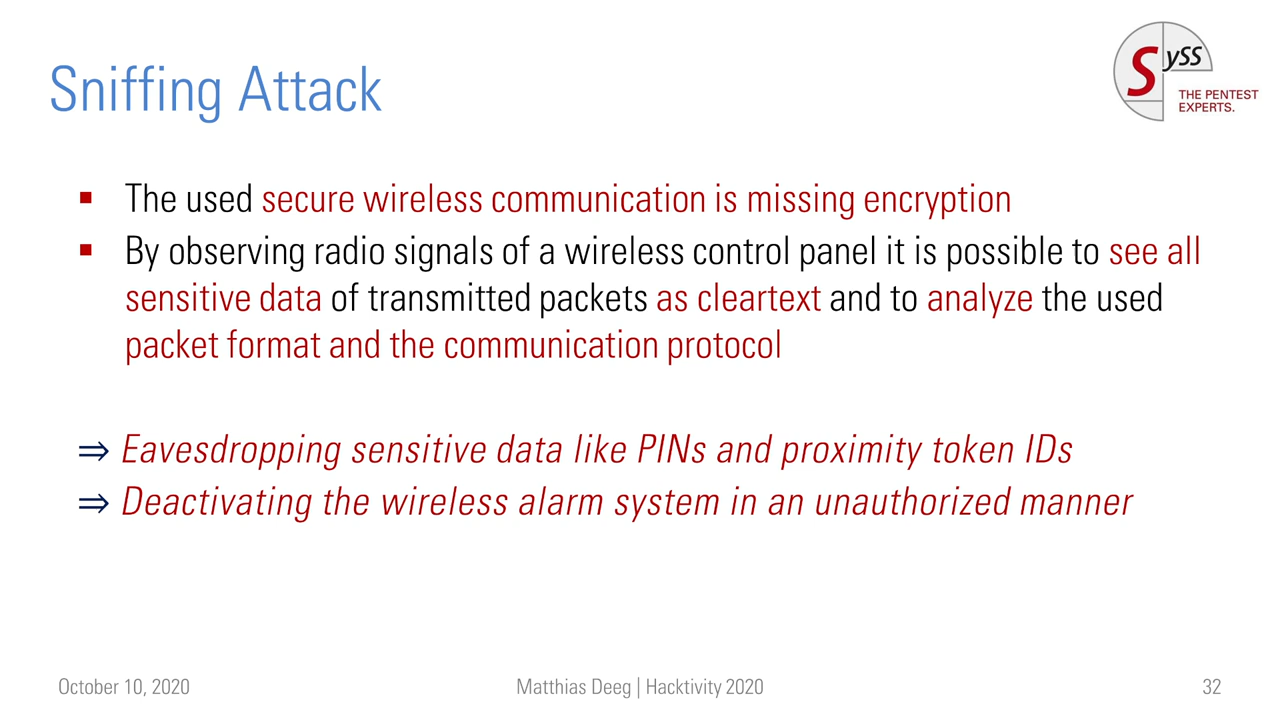 Sniffing Attack
Syss
THE PENTEST
EXPERTS.
▪ The used secure wireless communication is missing encryption
▪ By observing radio signals of a wireless control panel it is possible to see all
sensitive data of transmitted packets as cleartext and to analyze the used
packet format and the communication protocol
⇒ Eavesdropping sensitive data like PINs and proximity token IDs
⇒ Deactivating the wireless alarm system in an unauthorized manner
October 10, 2020
Matthias Deeg | Hacktivity 2020
32